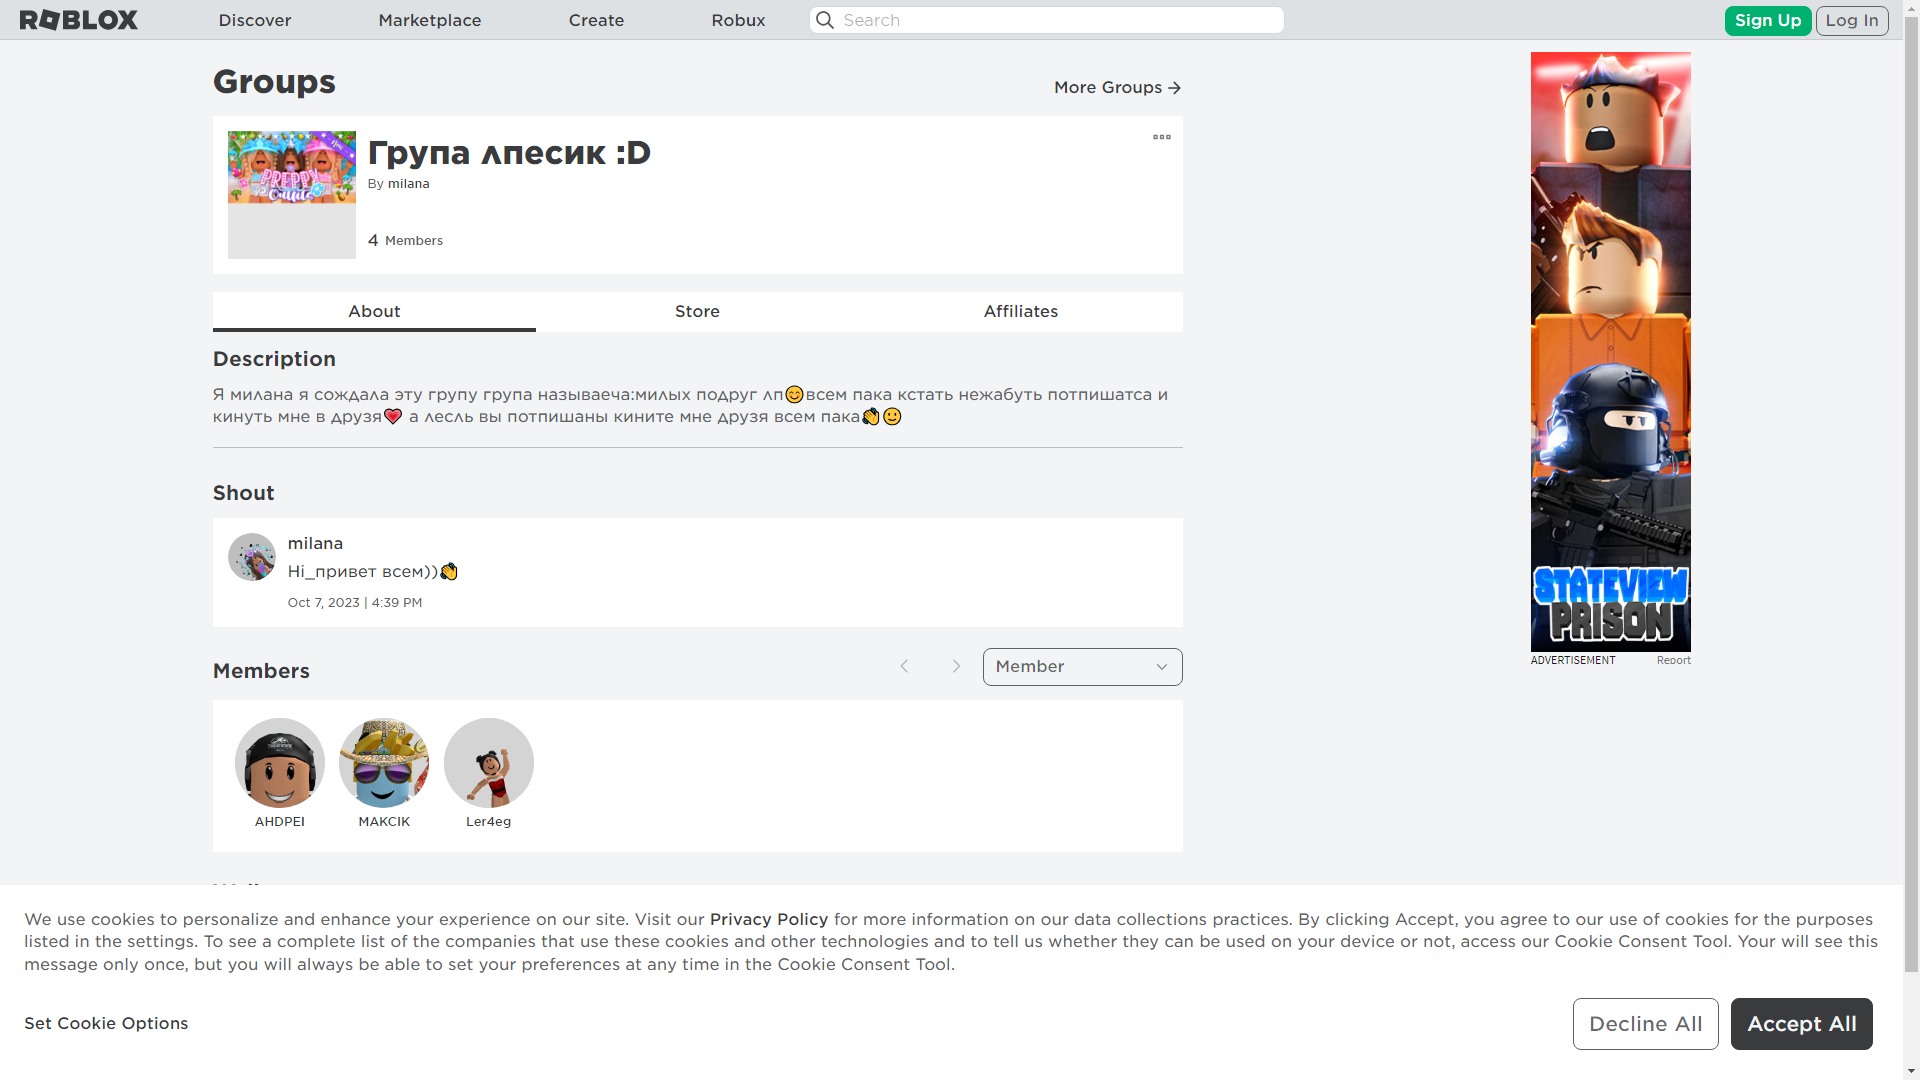 ROBLOX
Discover
Marketplace
Create
Robux
Search
Sign Up
Log In
Groups
More Groups
PREPPY
Outfitz
Група лпесик :D
By milana
4 Members
About
Store
Affiliates
Description
Я милана я сождала эту групу група называеча:милых подруг лп😊всем пака кстать нежабуть потпишатса и
кинуть мне в друзя💗 а лесль вы потпишаны кините мне друзя всем пака👏🙂
Shout
milana
Hi_привет всем))👏
Oct 7, 2023 | 4:39 PM
Members
Member
AHDPEI
MAKCIK
Ler4eg
STATEVIEW
PRISON
ADVERTISEMENT
Report
We use cookies to personalize and enhance your experience on our site. Visit our Privacy Policy for more information on our data collections practices. By clicking Accept, you agree to our use of cookies for the purposes
listed in the settings. To see a complete list of the companies that use these cookies and other technologies and to tell us whether they can be used on your device or not, access our Cookie Consent Tool. Your will see this
message only once, but you will always be able to set your preferences at any time in the Cookie Consent Tool.
Set Cookie Options
Decline All
Accept All